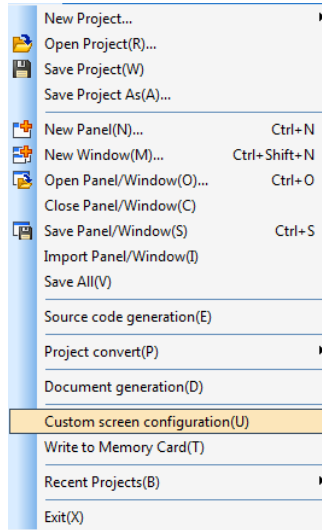 New Project...
Open Project(R)...
Save Project(W)
Save Project As(A)...
New Panel(N)... Ctrl+N
New Window(M)... Ctrl+Shift+N
Open Panel/Window(O)... Ctrl+O
Close Panel/Window(C)
Save Panel/Window(S) Ctrl+S
Import Panel/Window(I)
Save All(V)
Source code generation(E)
Project convert(P)
Document generation(D)
Custom screen configuration(U)
Write to Memory Card(T)
Recent Projects(B)
Exit(X)